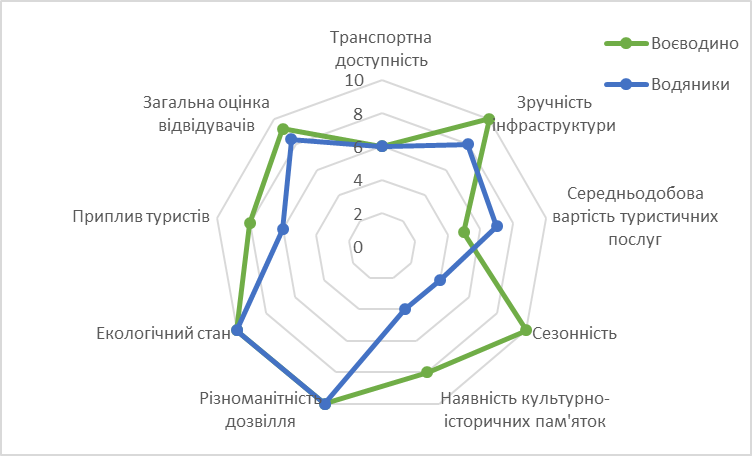 Транспортна
доступність
Воєводино
Водяники
10
8
6
4
2
0
Зручність
інфраструктури
Середньодобова
вартість туристичних
послуг
Сезонність
Наявність культурно-
історичних пам'яток
Різноманітність
дозвілля
Екологічний стан
Приплив туристів
Загальна оцінка
відвідувачів